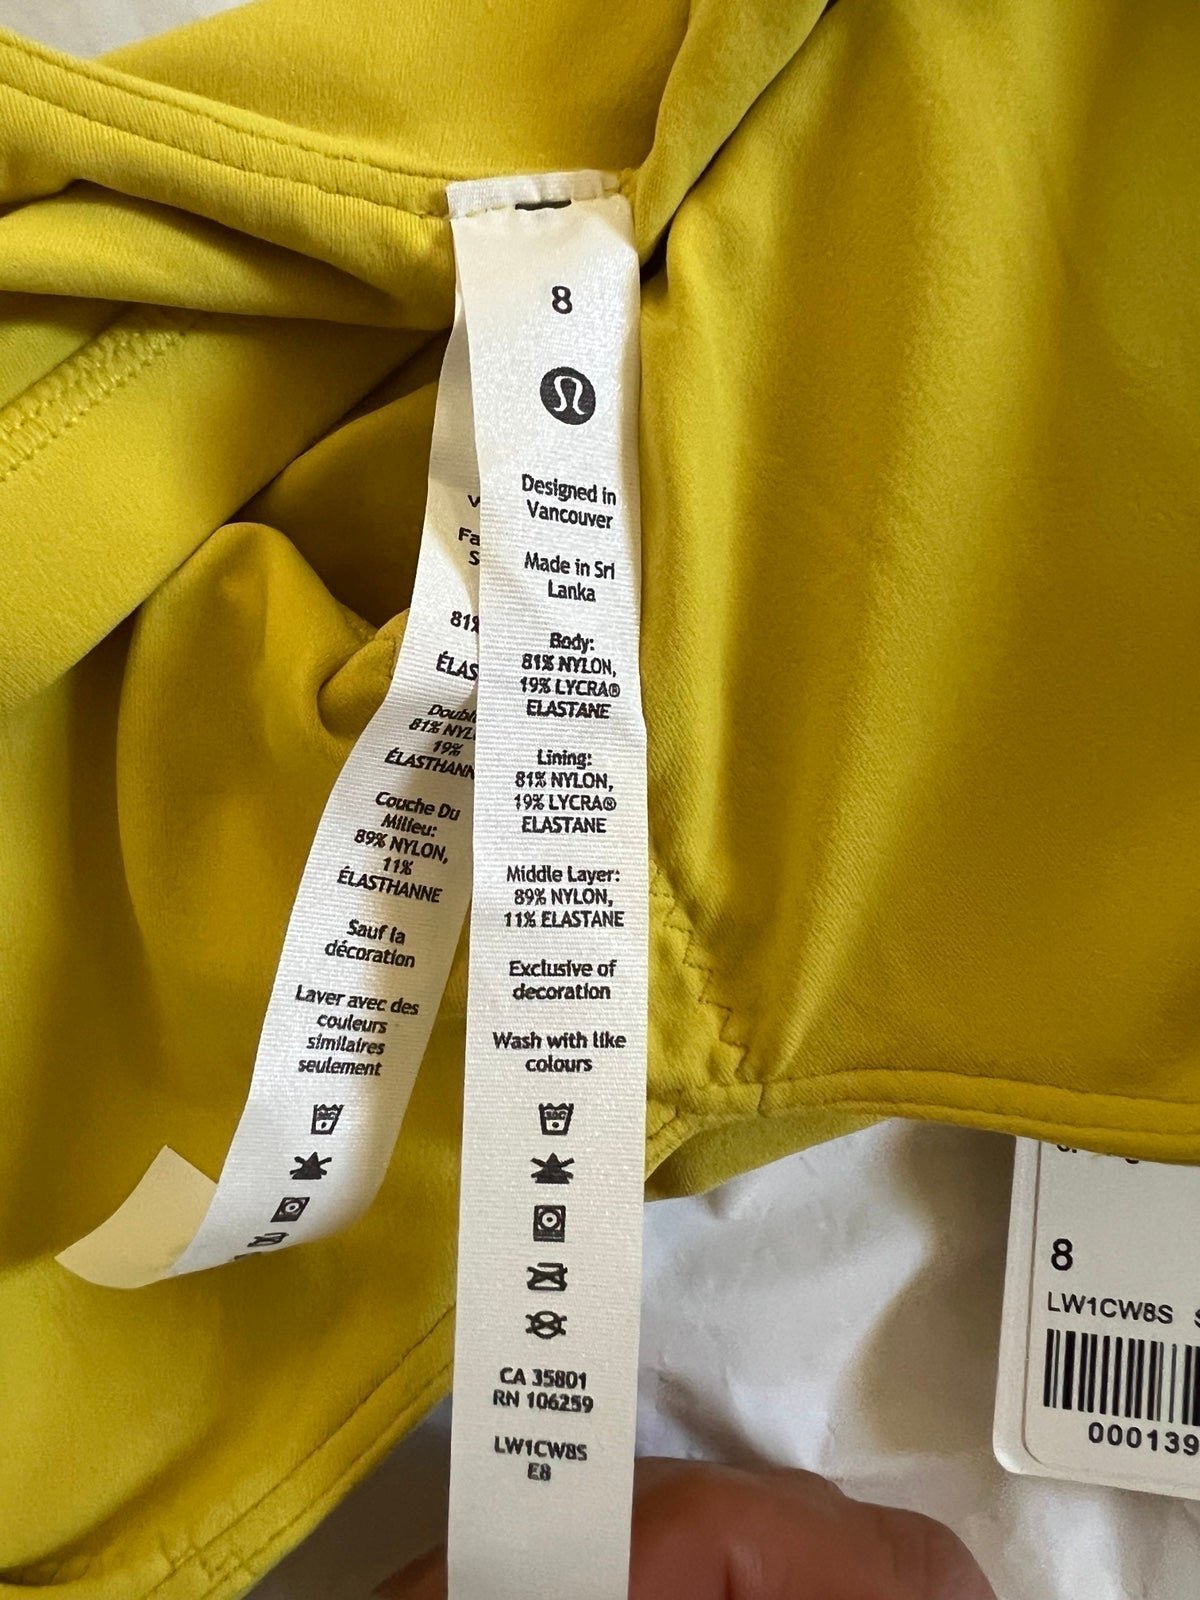 8
Designed in
Vancouver
Made in Sri
Lanka
Body:
81% NYLON,
19% LYCRA®
ELASTANE
Lining:
81% NYLON,
19% LYCRA®
ELASTANE
Middle Layer:
89% NYLON,
11% ELASTANE
Exclusive of
decoration
Wash with like
colours
CA 35801
RN 106259
LW1CW8S
E8
81%
19%
ÉLASTHANN
Couche Du
Milieu:
89% NYLON,
11%
ÉLASTHANNE
Sauf la
décoration
Laver avec des
couleurs
similaires
seulement
8
LW1CW8S
000139